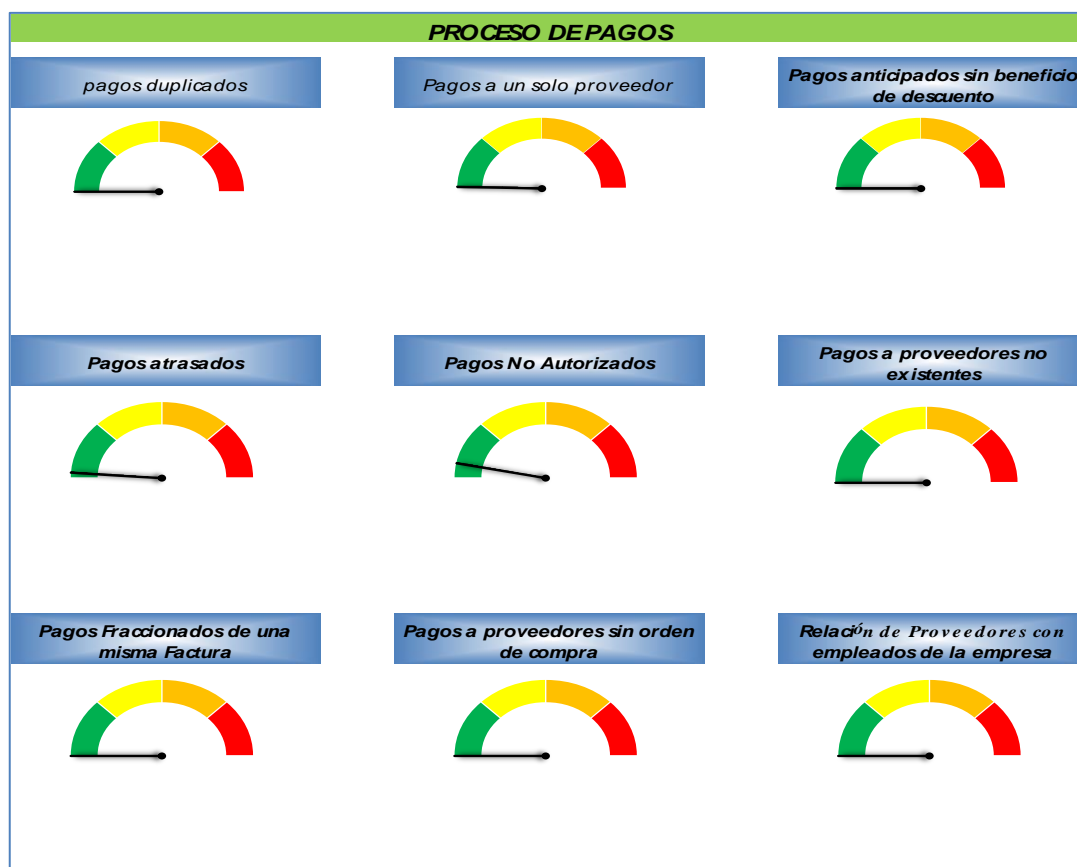 PROCESO DE PAGOS
pagos duplicados
Pagos a un solo proveedor
Pagos anticipados sin beneficio
de descuento
Pagos atrasados
Pagos No Autorizados
Pagos a proveedores no
existentes
Pagos Fraccionados de una
misma Factura
Pagos a proveedores sin orden
de compra
Relación de Proveedores con
empleados de la empresa